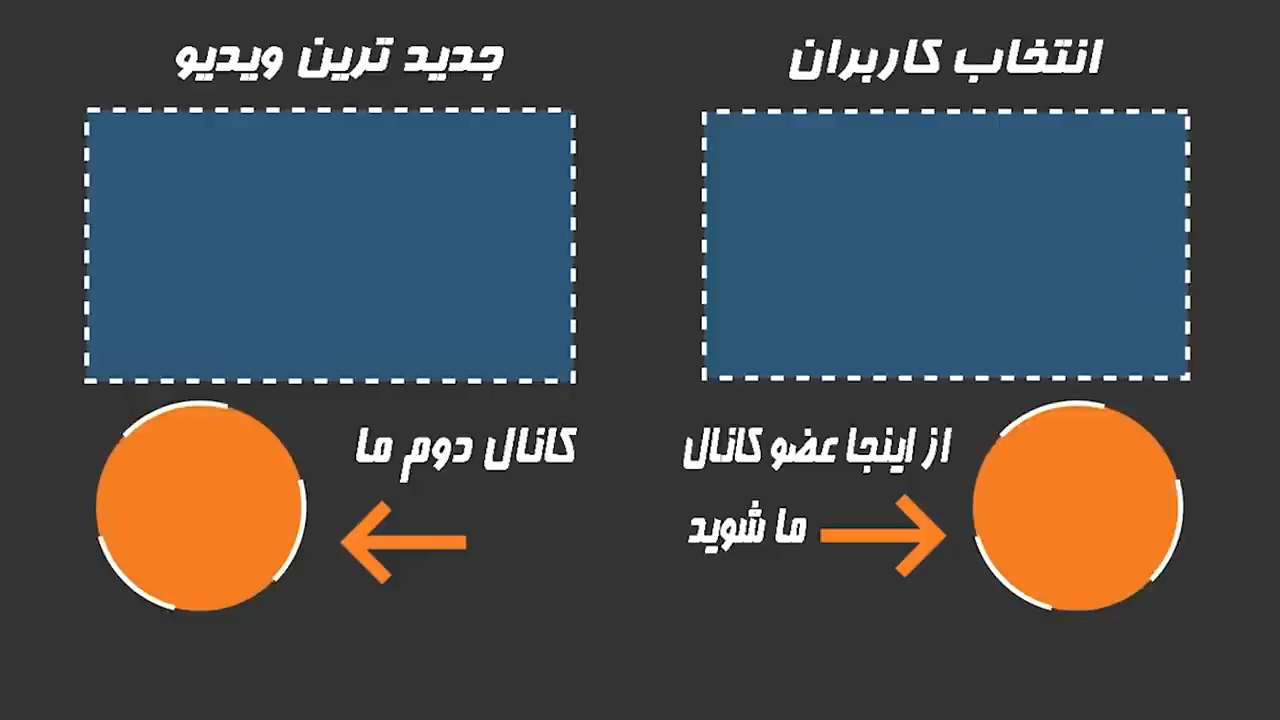 انتخاب کاربران
جدید ترین ویدیو
از اینجا عضو کانال
ما شوید
کانال دوم ما